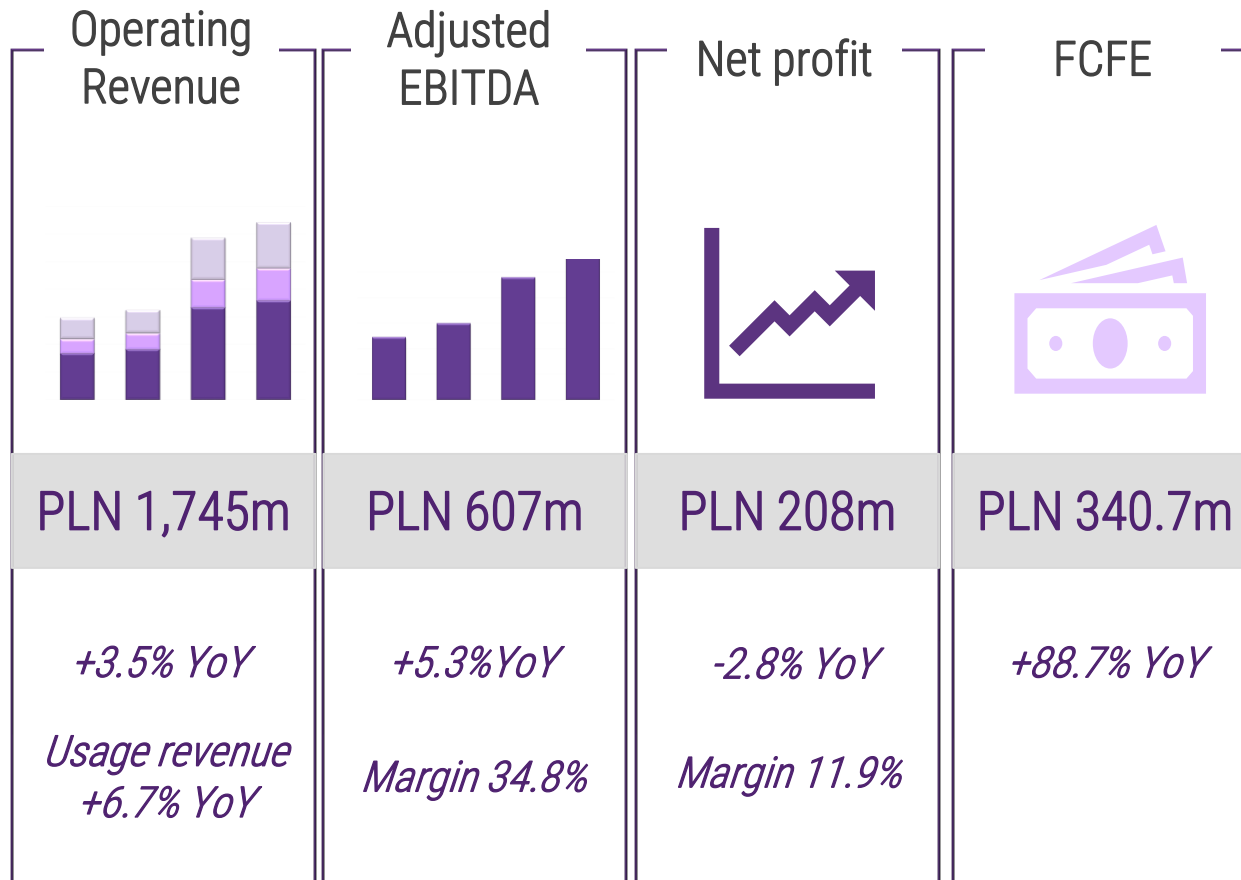 Operating
Revenue
Adjusted
EBITDA
Net profit
FCFE
PLN 1,745m
PLN 607m
PLN 208m
PLN 340.7m
+3.5% YoY
+5.3%YoY
-2.8% YoY
+88.7% YoY
Usage revenue
+6.7% YoY
Margin 34.8%
Margin 11.9%